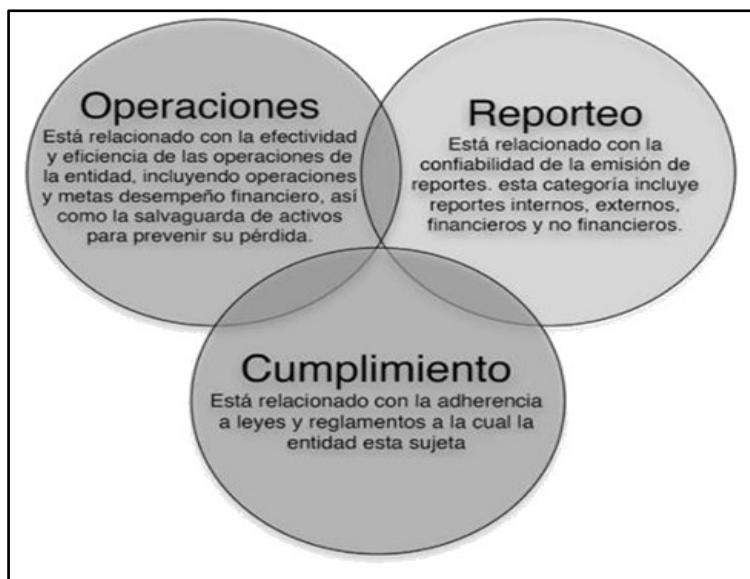 Operaciones
Está relacionado con la efectividad
y eficiencia de las operaciones de
la entidad, incluyendo operaciones
y metas desempeño financiero, así
como la salvaguarda de activos
para prevenir su pérdida.
Reporteo
Está relacionado con la
confiabilidad de la emisión de
reportes. esta categoría incluye
reportes internos, externos,
financieros y no financieros.
Cumplimiento
Está relacionado con la adherencia
a leyes y reglamentos a la cual la
entidad esta sujeta